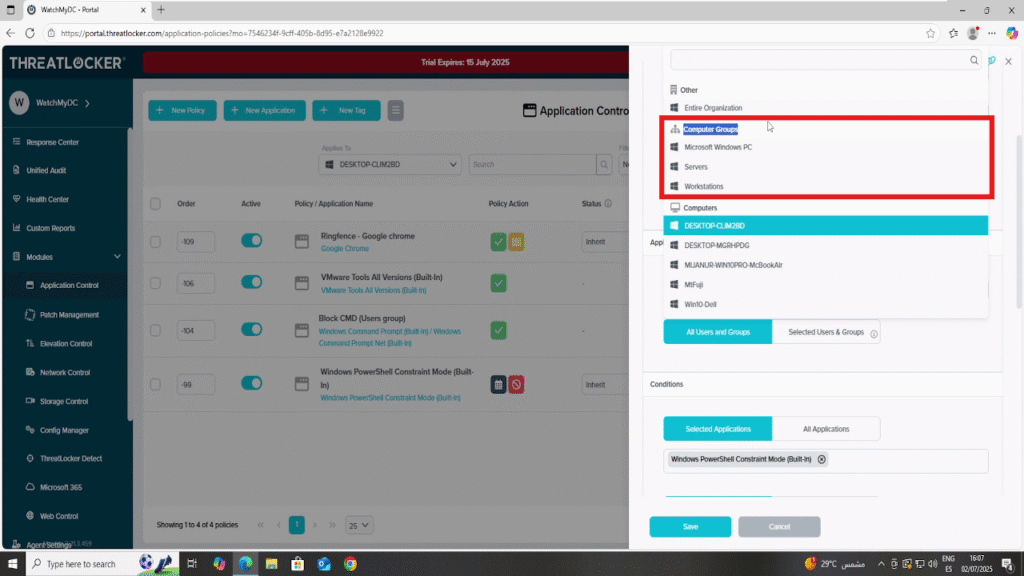 WatchMyDC - Portal
https://portal.threatlocker.com/application-policies?mo=7546234f-9cff-405b-8d95-e7a2128e9922
THREATLOCKER
Trial Expires: 15 July 2025
W WatchMyDC
Response Center
Unified Audit
Health Center
Custom Reports
Modules
Application Control
Patch Management
Elevation Control
Network Control
Storage Control
Config Manager
ThreatLocker Detect
Microsoft 365
Web Control
Agent Settings
+ New Policy
+ New Application
+ New Tag
Application Contro
Applies To
DESKTOP-CLIM2BD
Search
Order
Active
Policy / Application Name
Policy Action
Status
-109
Ringfence - Google chrome
Google Chrome
Inherit
-106
VMware Tools All Versions (Built-In)
VMware Tools All Versions (Built-In)
-
-104
Block CMD (Users group)
Windows Command Prompt (Built-In) / Windows
Command Prompt Net (Built-In)
-
-99
Windows PowerShell Constraint Mode (Built-
In)
Windows PowerShell Constraint Mode (Built-In)
Inherit
Showing 1 to 4 of 4 policies
1
25
Other
Entire Organization
Computer Groups
Microsoft Windows PC
Servers
Workstations
Computers
DESKTOP-CLIM2BD
DESKTOP-MGRHPDG
MIJANUR-WIN10PRO-McBookAir
MtFuji
Win10-Dell
Appl
All Users and Groups
Selected Users & Groups
Conditions
Selected Applications
All Applications
Windows PowerShell Constraint Mode (Built-In)
Save
Cancel
Type here to search
29°C مشمس
ENG
ES
16:07
02/07/2025